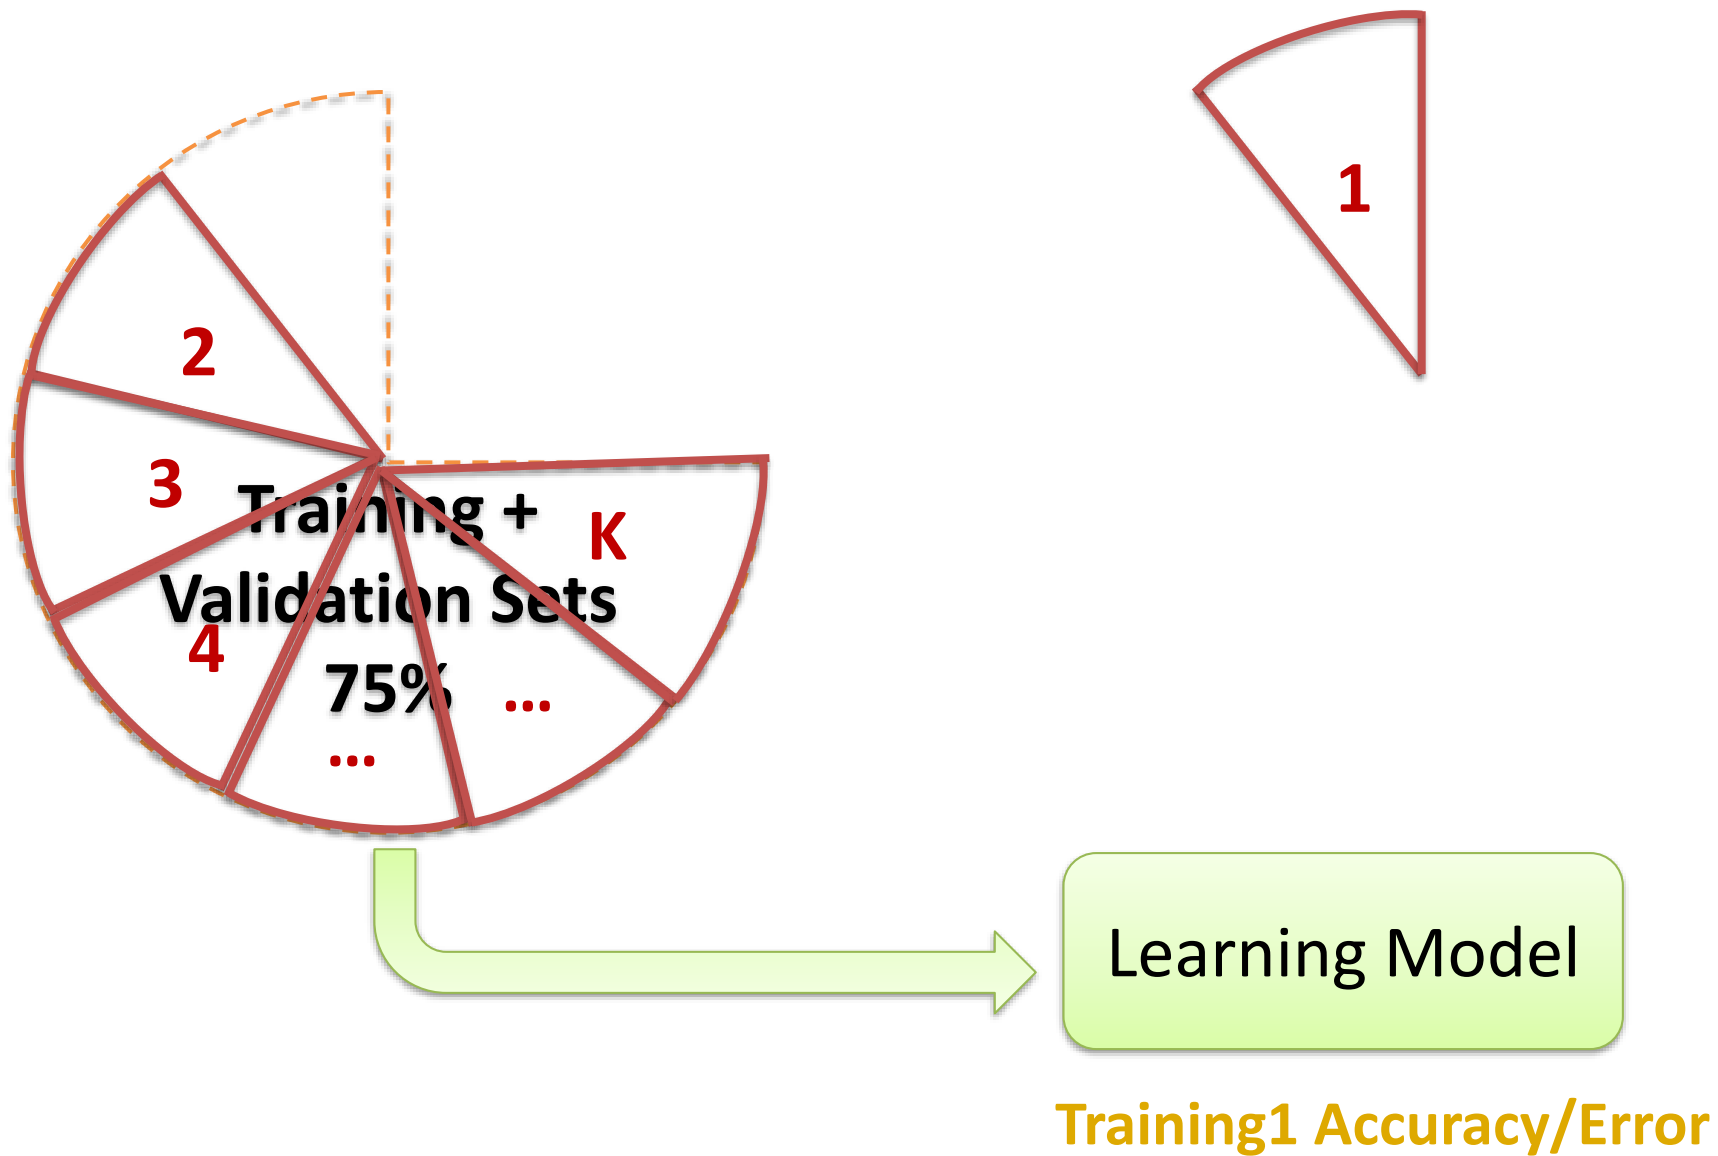 1
2
3
Training +
K
Validation Sets
4
75%
...
...
Learning Model
Training1 Accuracy/Error